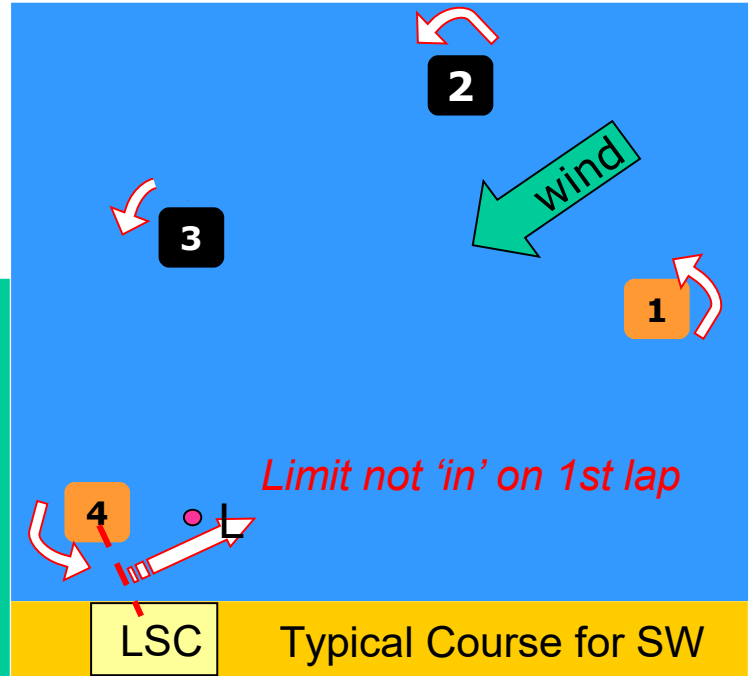 2
wind
3
1
Limit not ‘in’ on 1st lap
4
L
LSC
Typical Course for SW